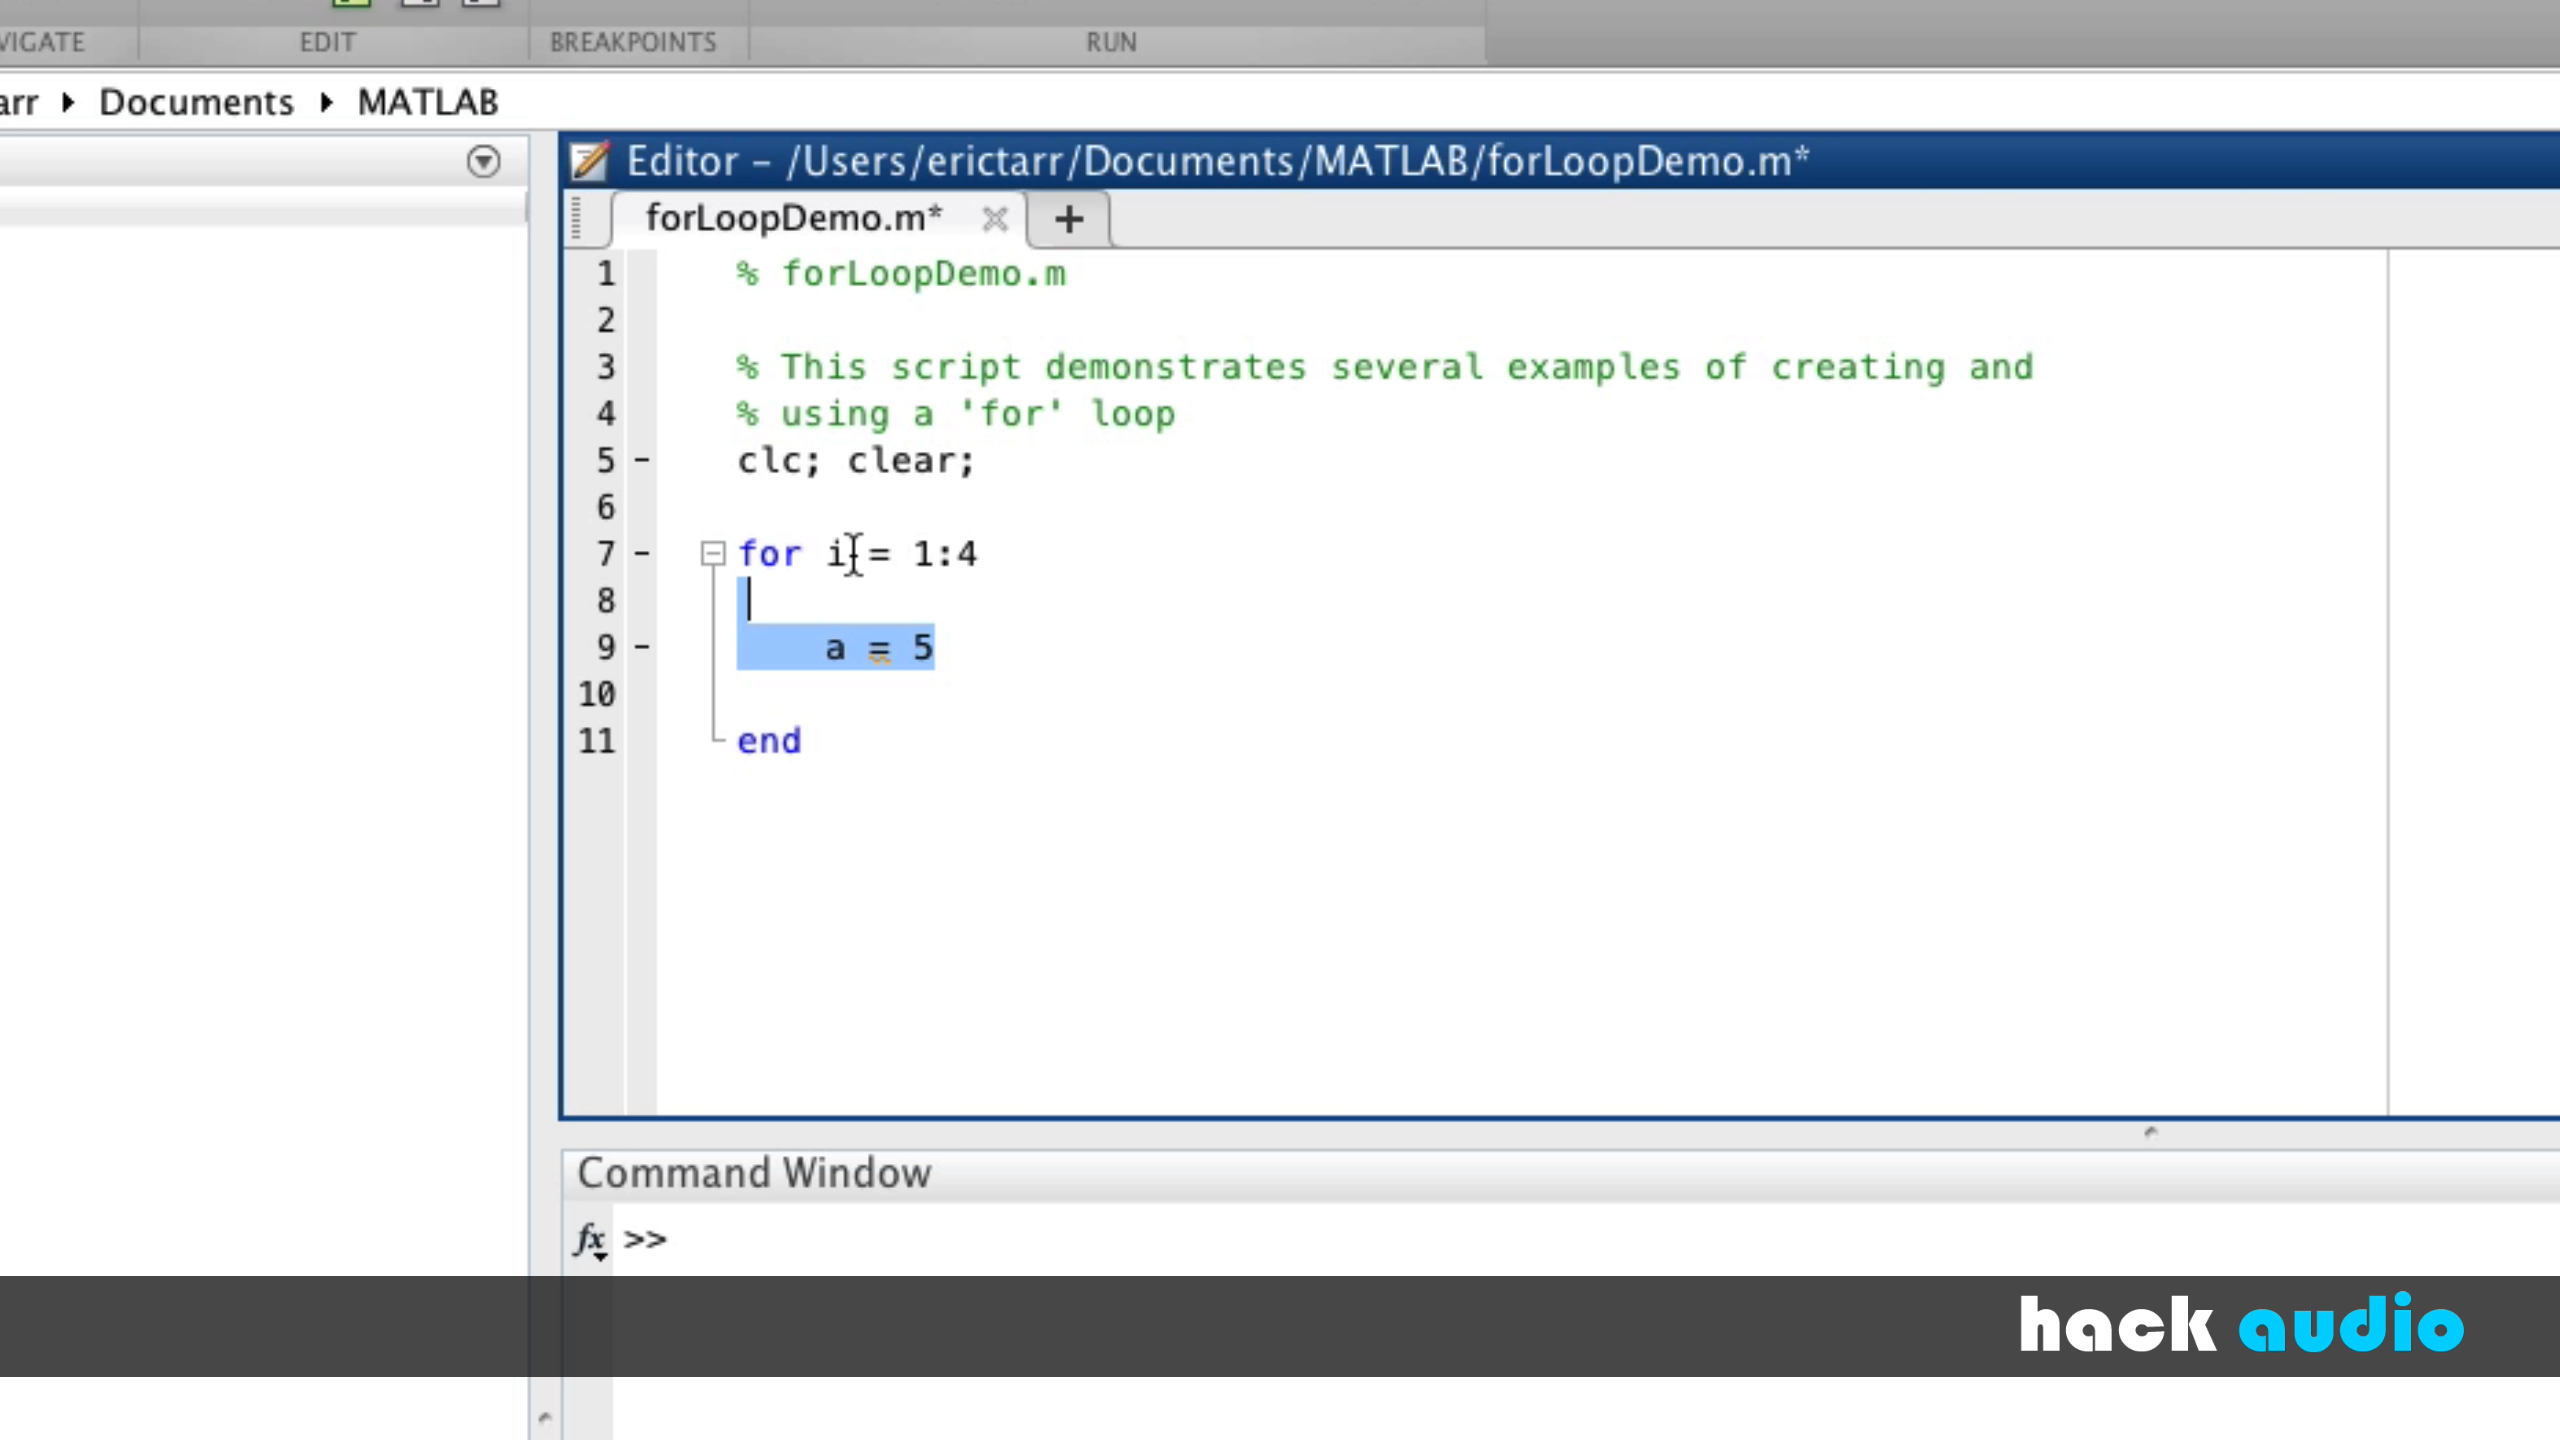 VIGATE EDIT BREAKPOINTS RUN
arr Documents MATLAB
Editor – /Users/erictarr/Documents/MATLAB/forLoopDemo.m*
forLoopDemo.m* +
1 % forLoopDemo.m
2
3 % This script demonstrates several examples of creating and
4 % using a 'for' loop
5 – clc; clear;
6
7 – for i = 1:4
8
9 – a = 5
10
11 end
Command Window
fx >>
hack audio